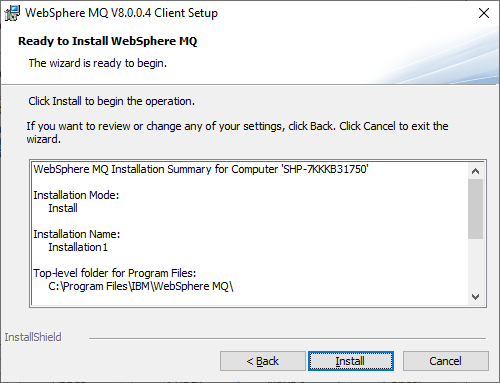 WebSphere MQ V8.0.0.4 Client Setup
Ready to Install WebSphere MQ
The wizard is ready to begin.
Click Install to begin the operation.
If you want to review or change any of your settings, click Back. Click Cancel to exit the
wizard.
WebSphere MQ Installation Summary for Computer 'SHP-7KKKB31750'
Installation Mode:
Install
Installation Name:
Installation1
Top-level folder for Program Files:
C:\Program Files\IBM\WebSphere MQ\
InstallShield
< Back
Install
Cancel